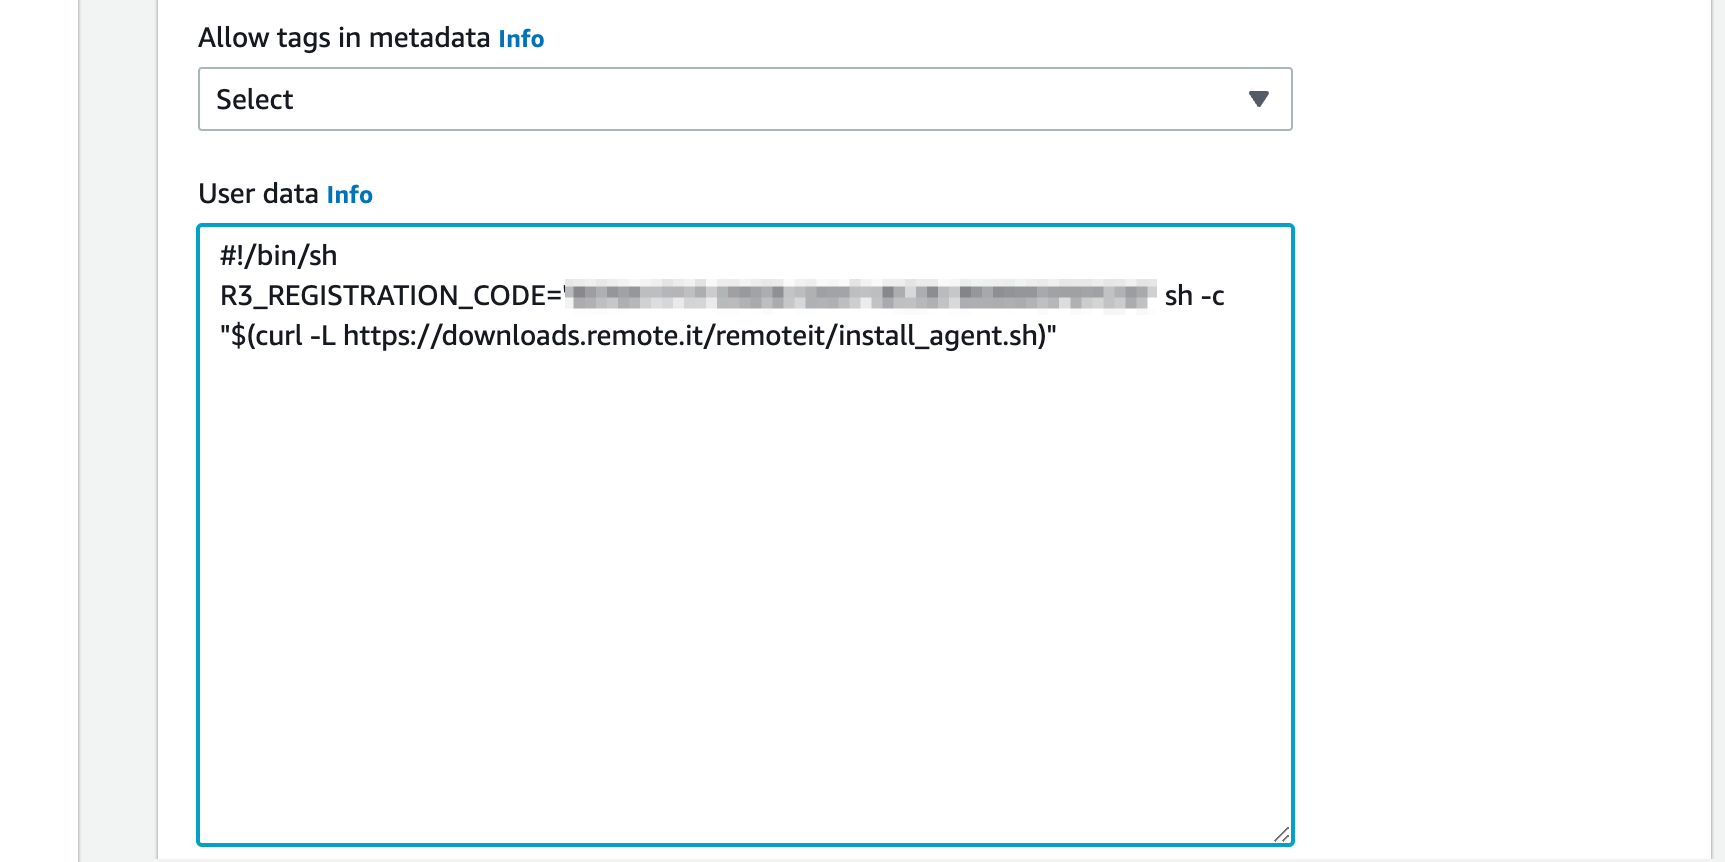 Allow tags in metadata Info
Select
User data Info
#!/bin/sh
R3_REGISTRATION_CODE=" sh -c
"$(curl -L https://downloads.remote.it/remoteit/install_agent.sh)"